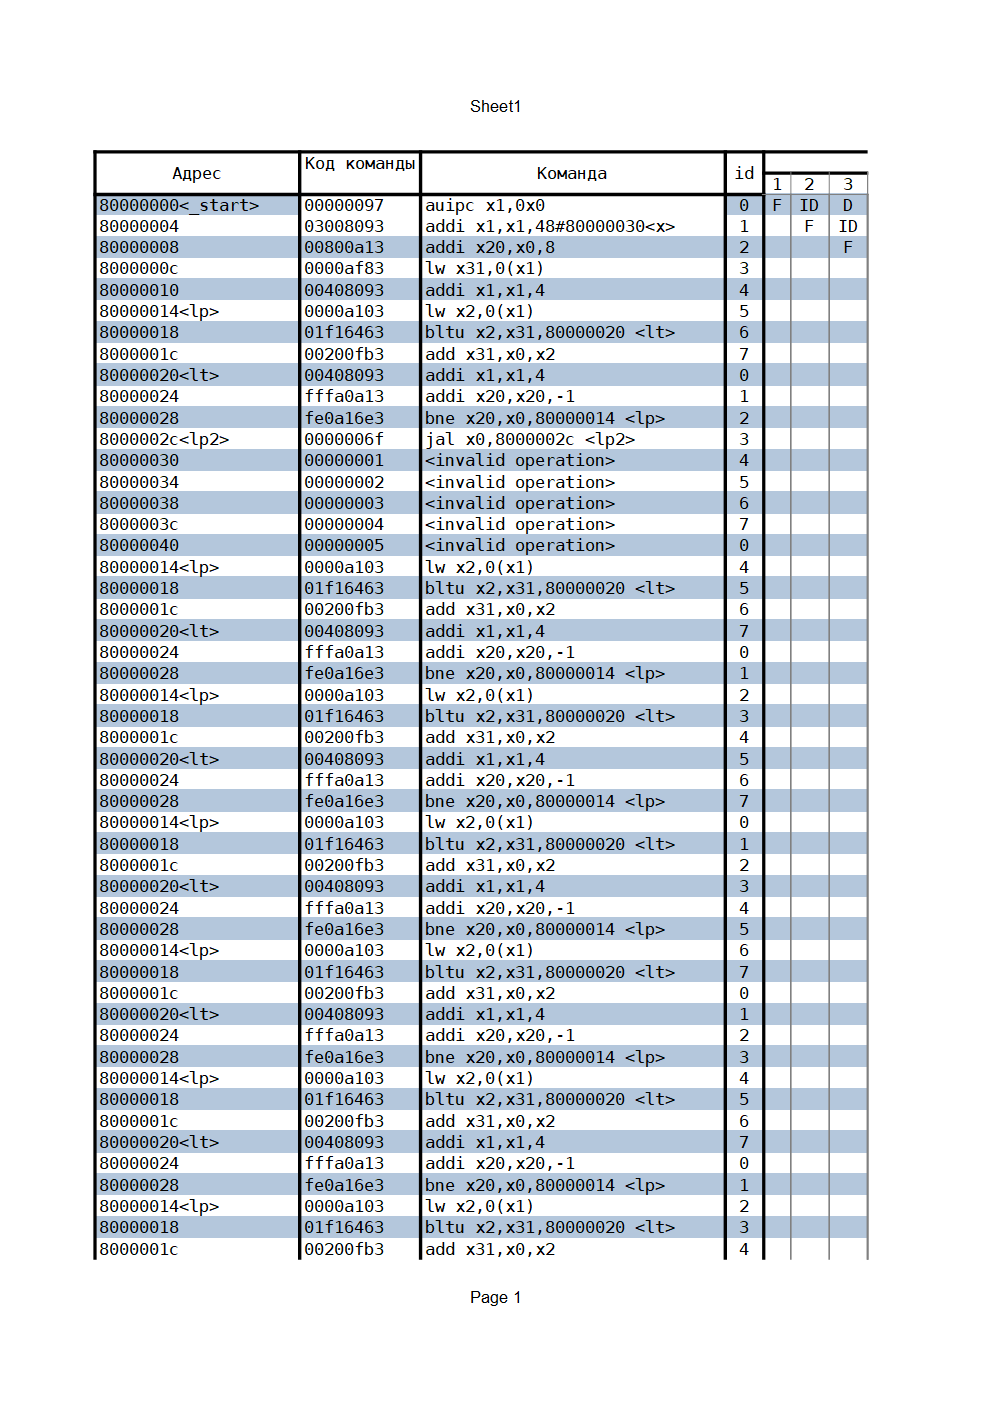 Sheet1
Адрес Код команды Команда id
1 2 3
80000000<_start> 00000097 auipc x1,0x0 0 F ID D
80000004 03008093 addi x1,x1,48#80000030<x> 1 F ID
80000008 00800a13 addi x20,x0,8 2 F
8000000c 0000af83 lw x31,0(x1) 3
80000010 00408093 addi x1,x1,4 4
80000014<lp> 0000a103 lw x2,0(x1) 5
80000018 01f16463 bltu x2,x31,80000020 <lt> 6
8000001c 00200fb3 add x31,x0,x2 7
80000020<lt> 00408093 addi x1,x1,4 0
80000024 fffa0a13 addi x20,x20,-1 1
80000028 fe0a16e3 bne x20,x0,80000014 <lp> 2
8000002c<lp2> 0000006f jal x0,8000002c <lp2> 3
80000030 00000001 <invalid operation> 4
80000034 00000002 <invalid operation> 5
80000038 00000003 <invalid operation> 6
8000003c 00000004 <invalid operation> 7
80000040 00000005 <invalid operation> 0
80000014<lp> 0000a103 lw x2,0(x1) 4
80000018 01f16463 bltu x2,x31,80000020 <lt> 5
8000001c 00200fb3 add x31,x0,x2 6
80000020<lt> 00408093 addi x1,x1,4 7
80000024 fffa0a13 addi x20,x20,-1 0
80000028 fe0a16e3 bne x20,x0,80000014 <lp> 1
80000014<lp> 0000a103 lw x2,0(x1) 2
80000018 01f16463 bltu x2,x31,80000020 <lt> 3
8000001c 00200fb3 add x31,x0,x2 4
80000020<lt> 00408093 addi x1,x1,4 5
80000024 fffa0a13 addi x20,x20,-1 6
80000028 fe0a16e3 bne x20,x0,80000014 <lp> 7
80000014<lp> 0000a103 lw x2,0(x1) 0
80000018 01f16463 bltu x2,x31,80000020 <lt> 1
8000001c 00200fb3 add x31,x0,x2 2
80000020<lt> 00408093 addi x1,x1,4 3
80000024 fffa0a13 addi x20,x20,-1 4
80000028 fe0a16e3 bne x20,x0,80000014 <lp> 5
80000014<lp> 0000a103 lw x2,0(x1) 6
80000018 01f16463 bltu x2,x31,80000020 <lt> 7
8000001c 00200fb3 add x31,x0,x2 0
80000020<lt> 00408093 addi x1,x1,4 1
80000024 fffa0a13 addi x20,x20,-1 2
80000028 fe0a16e3 bne x20,x0,80000014 <lp> 3
80000014<lp> 0000a103 lw x2,0(x1) 4
80000018 01f16463 bltu x2,x31,80000020 <lt> 5
8000001c 00200fb3 add x31,x0,x2 6
80000020<lt> 00408093 addi x1,x1,4 7
80000024 fffa0a13 addi x20,x20,-1 0
80000028 fe0a16e3 bne x20,x0,80000014 <lp> 1
80000014<lp> 0000a103 lw x2,0(x1) 2
80000018 01f16463 bltu x2,x31,80000020 <lt> 3
8000001c 00200fb3 add x31,x0,x2 4
Page 1